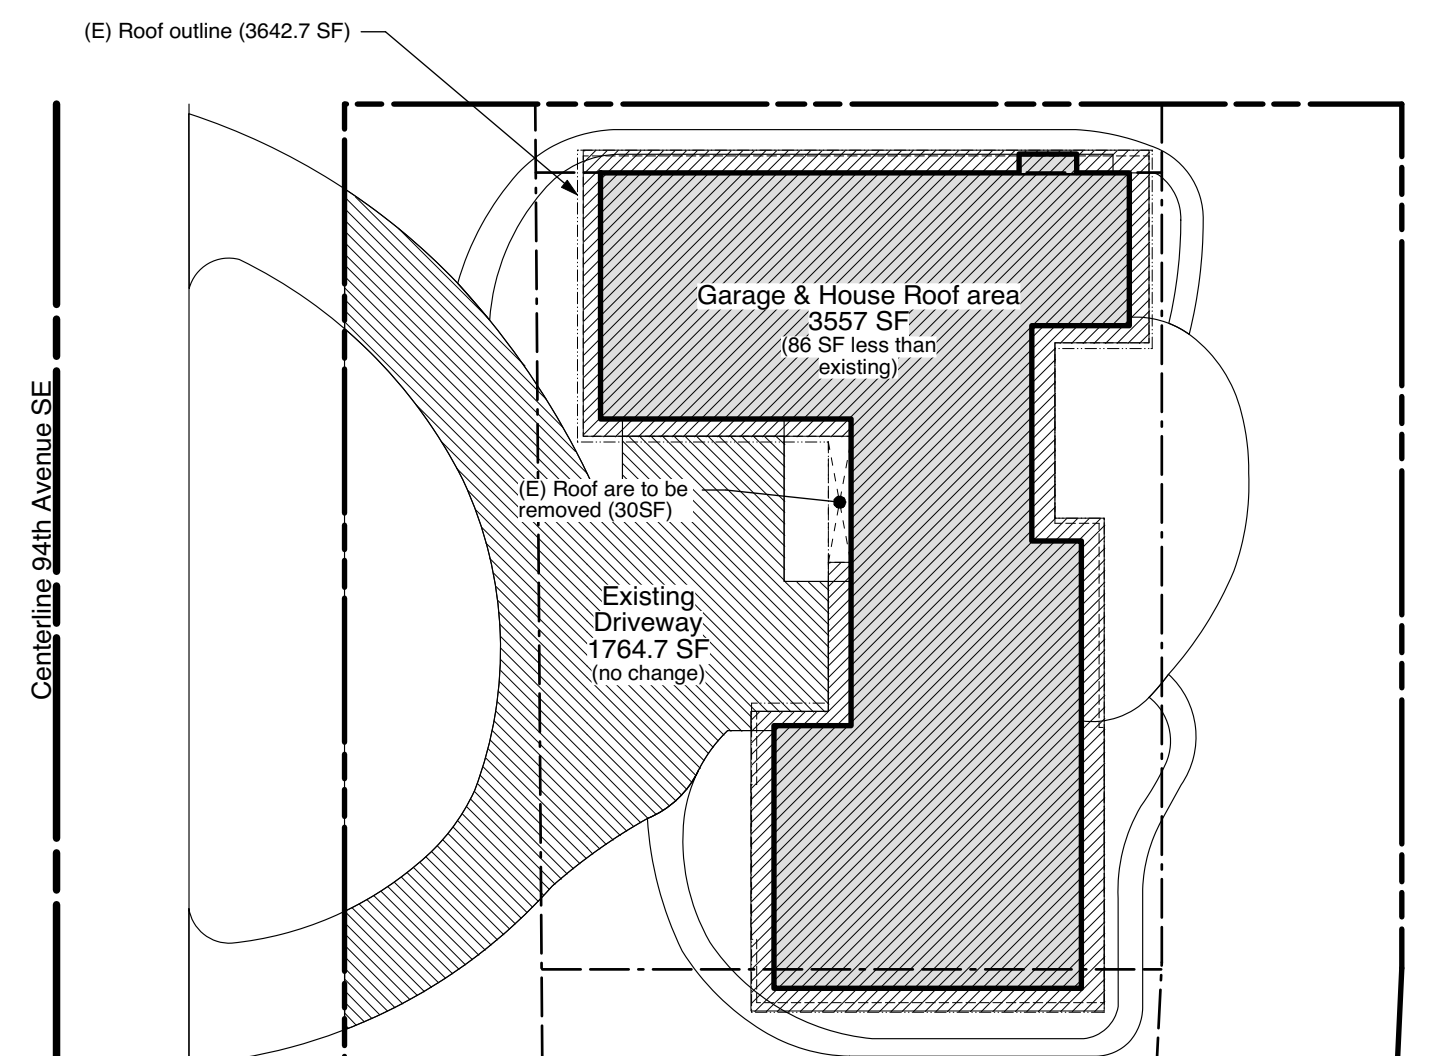 (E) Roof outline (3642.7 SF)
Garage & House Roof area
3557 SF
(86 SF less than
existing)
Centerline 94th Avenue SE
(E) Roof are to be
removed (30SF)
Existing
Driveway
1764.7 SF
(no change)